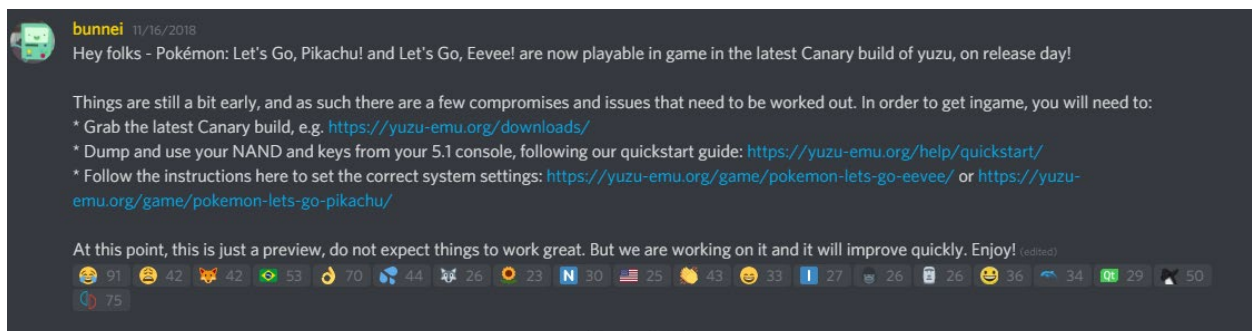 bunnei 11/16/2018
Hey folks - Pokémon: Let's Go, Pikachu! and Let's Go, Eevee! are now playable in game in the latest Canary build of yuzu, on release day!
Things are still a bit early, and as such there are a few compromises and issues that need to be worked out. In order to get ingame, you will need to:
* Grab the latest Canary build, e.g. https://yuzu-emu.org/downloads/
* Dump and use your NAND and keys from your 5.1 console, following our quickstart guide: https://yuzu-emu.org/help/quickstart/
* Follow the instructions here to set the correct system settings: https://yuzu-emu.org/game/pokemon-lets-go-eevee/ or https://yuzu-
emu.org/game/pokemon-lets-go-pikachu/
At this point, this is just a preview, do not expect things to work great. But we are working on it and it will improve quickly. Enjoy! (edited)
91 42 42 53 70 44 26 23 N 30 25 43 33 I 27 26 26 36 34 Qt 29 50
75